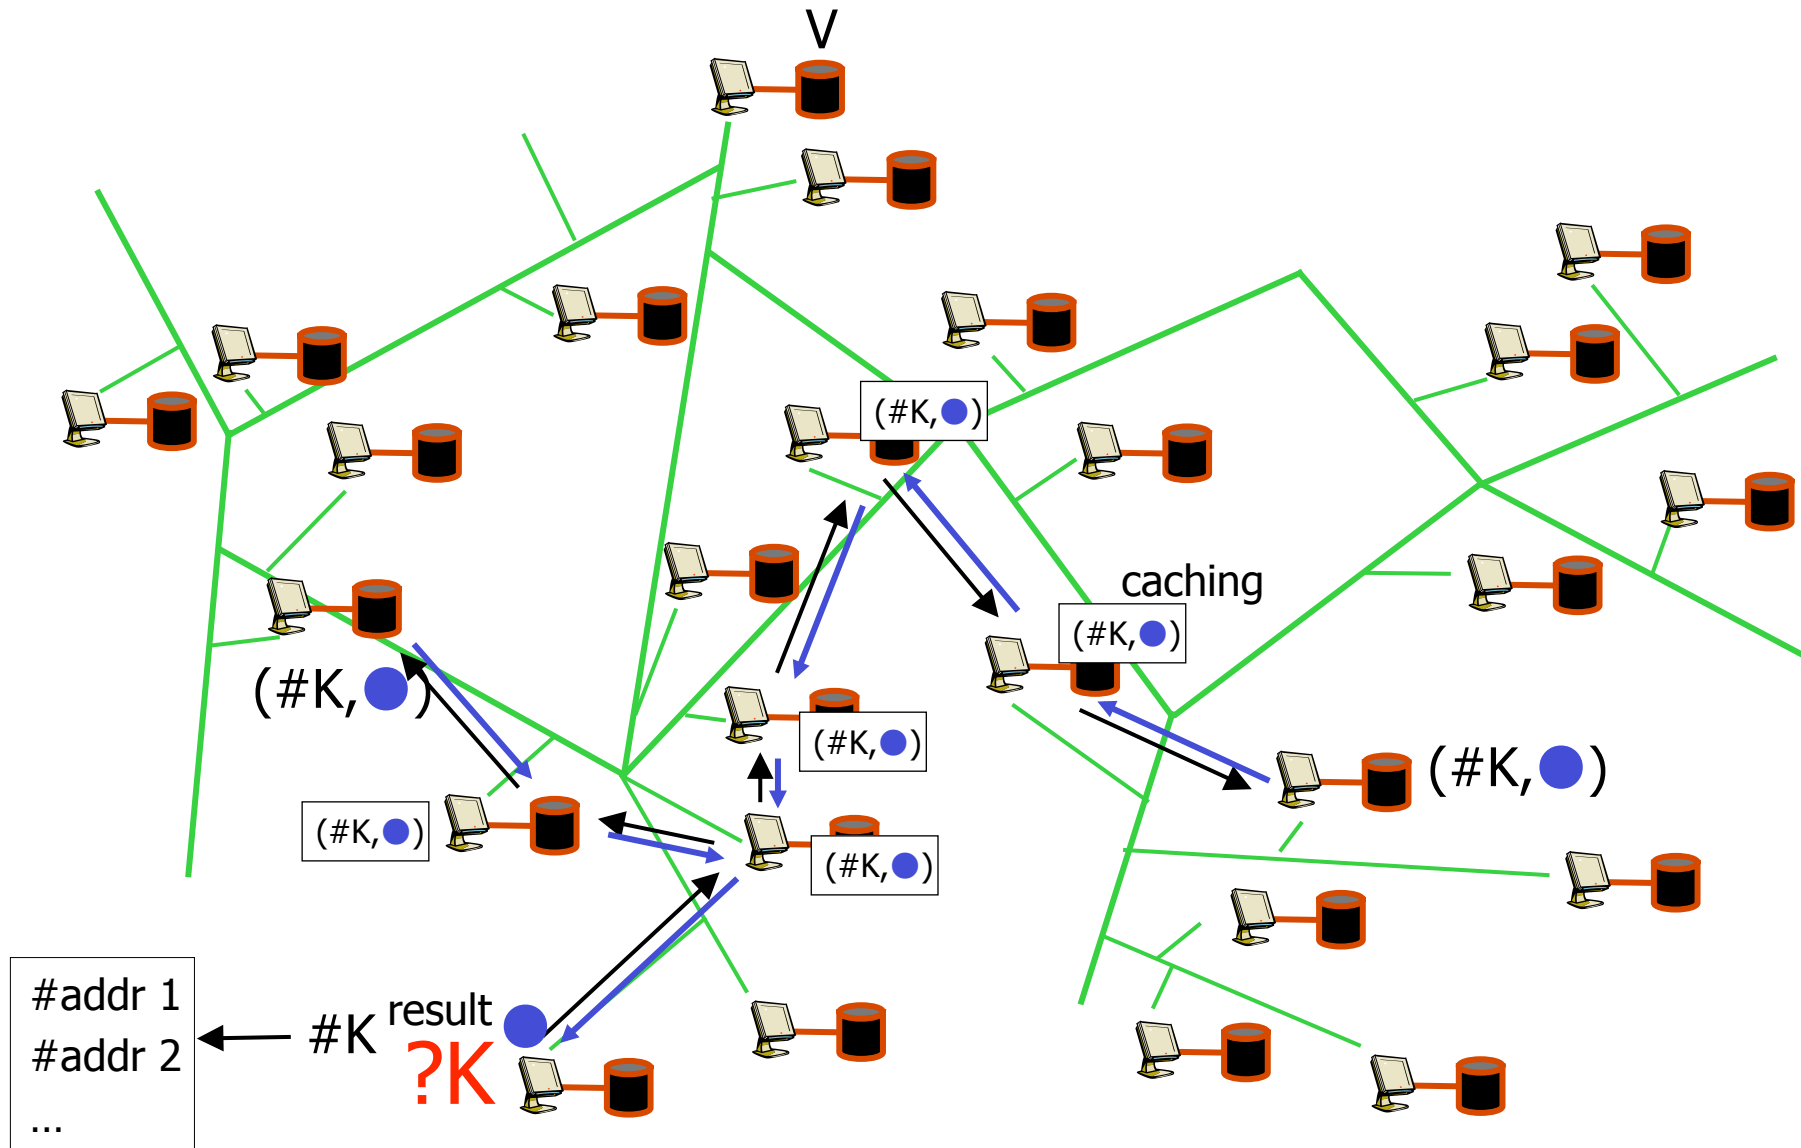 V
(#K,●)
caching
(#K,●)
(#K,●)
(#K,●)
(#K,●)
(#K,●)
(#K,●)
#addr 1
#addr 2
...
#K
result
?K